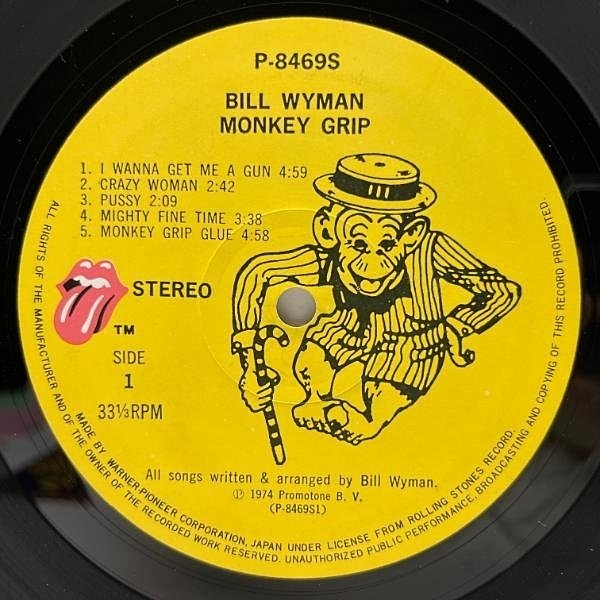 P-8469S
BILL WYMAN
MONKEY GRIP
1. I WANNA GET ME A GUN 4:59
2. CRAZY WOMAN 2:42
3. PUSSY 2:09
4. MIGHTY FINE TIME 3:38
5. MONKEY GRIP GLUE 4:58
STEREO
TM
SIDE
1
33⅓RPM
All songs written & arranged by Bill Wyman.
℗ 1974 Promotone B. V.
(P-8469S1)
MADE BY WARNER-PIONEER CORPORATION, JAPAN UNDER LICENSE FROM ROLLING STONES RECORD.
ALL RIGHTS OF THE MANUFACTURER AND OF THE OWNER OF THE RECORDED WORK RESERVED. UNAUTHORIZED PUBLIC PERFORMANCE, BROADCASTING AND COPYING OF THIS RECORD PROHIBITED.